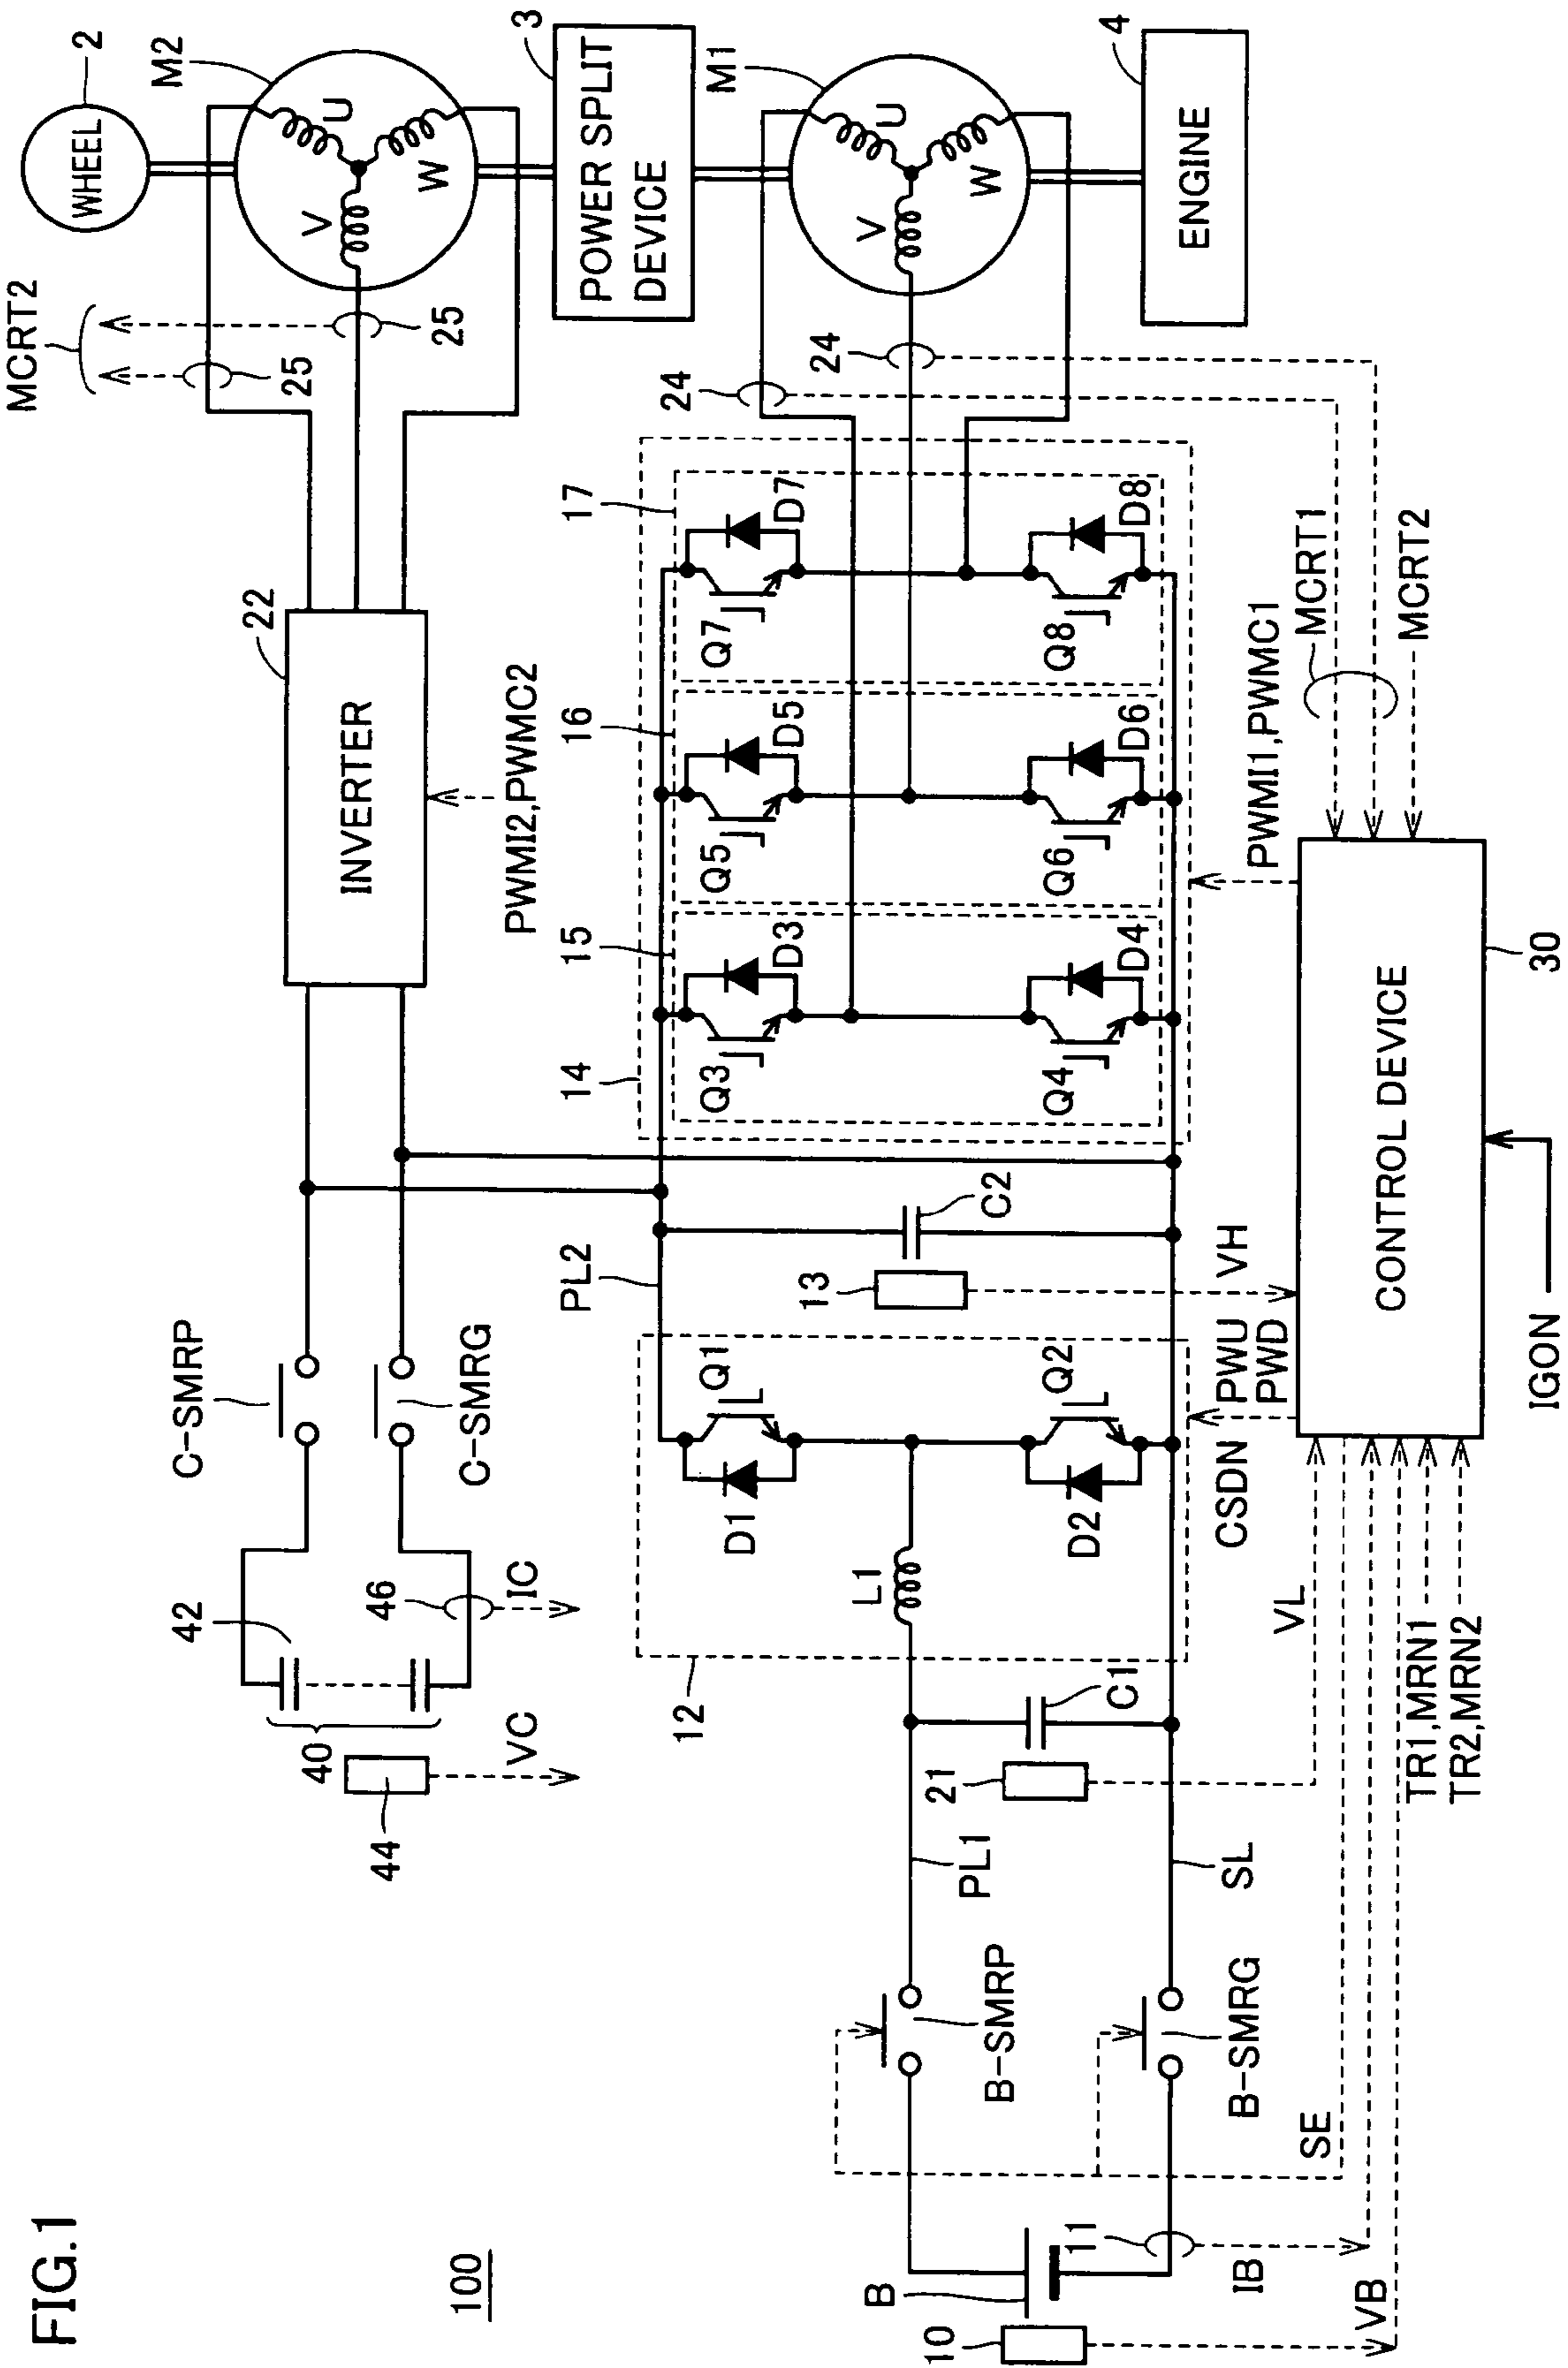 FIG.1
100
WHEEL
2
M2
U
V
W
MCRT2
25
25
3
POWER SPLIT
DEVICE
M1
U
V
W
4
ENGINE
24
24
22
INVERTER
PWMI2,PWMC2
C-SMRP
C-SMRG
42
46
IC
40
VC
44
14
15
16
17
Q3
D3
Q4
D4
Q5
D5
Q6
D6
Q7
D7
Q8
D8
PL2
C2
13
VH
12
Q1
D1
Q2
D2
L1
C1
21
VL
PL1
SL
B-SMRP
B-SMRG
B
10
11
IB
VB
SE
CSDN
PWU
PWD
PWMI1,PWMC1
MCRT1
MCRT2
CONTROL DEVICE
30
IGON
TR1,MRN1
TR2,MRN2